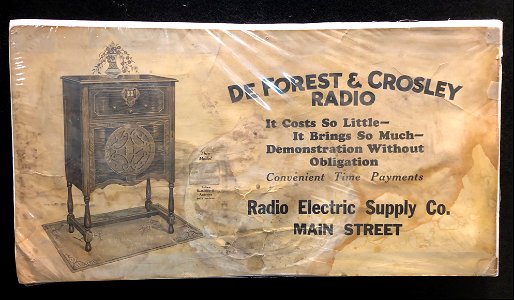 DE FOREST & CROSLEY
RADIO
It Costs So Little—
It Brings So Much—
Demonstration Without
Obligation
Convenient Time Payments
Radio Electric Supply Co.
MAIN STREET